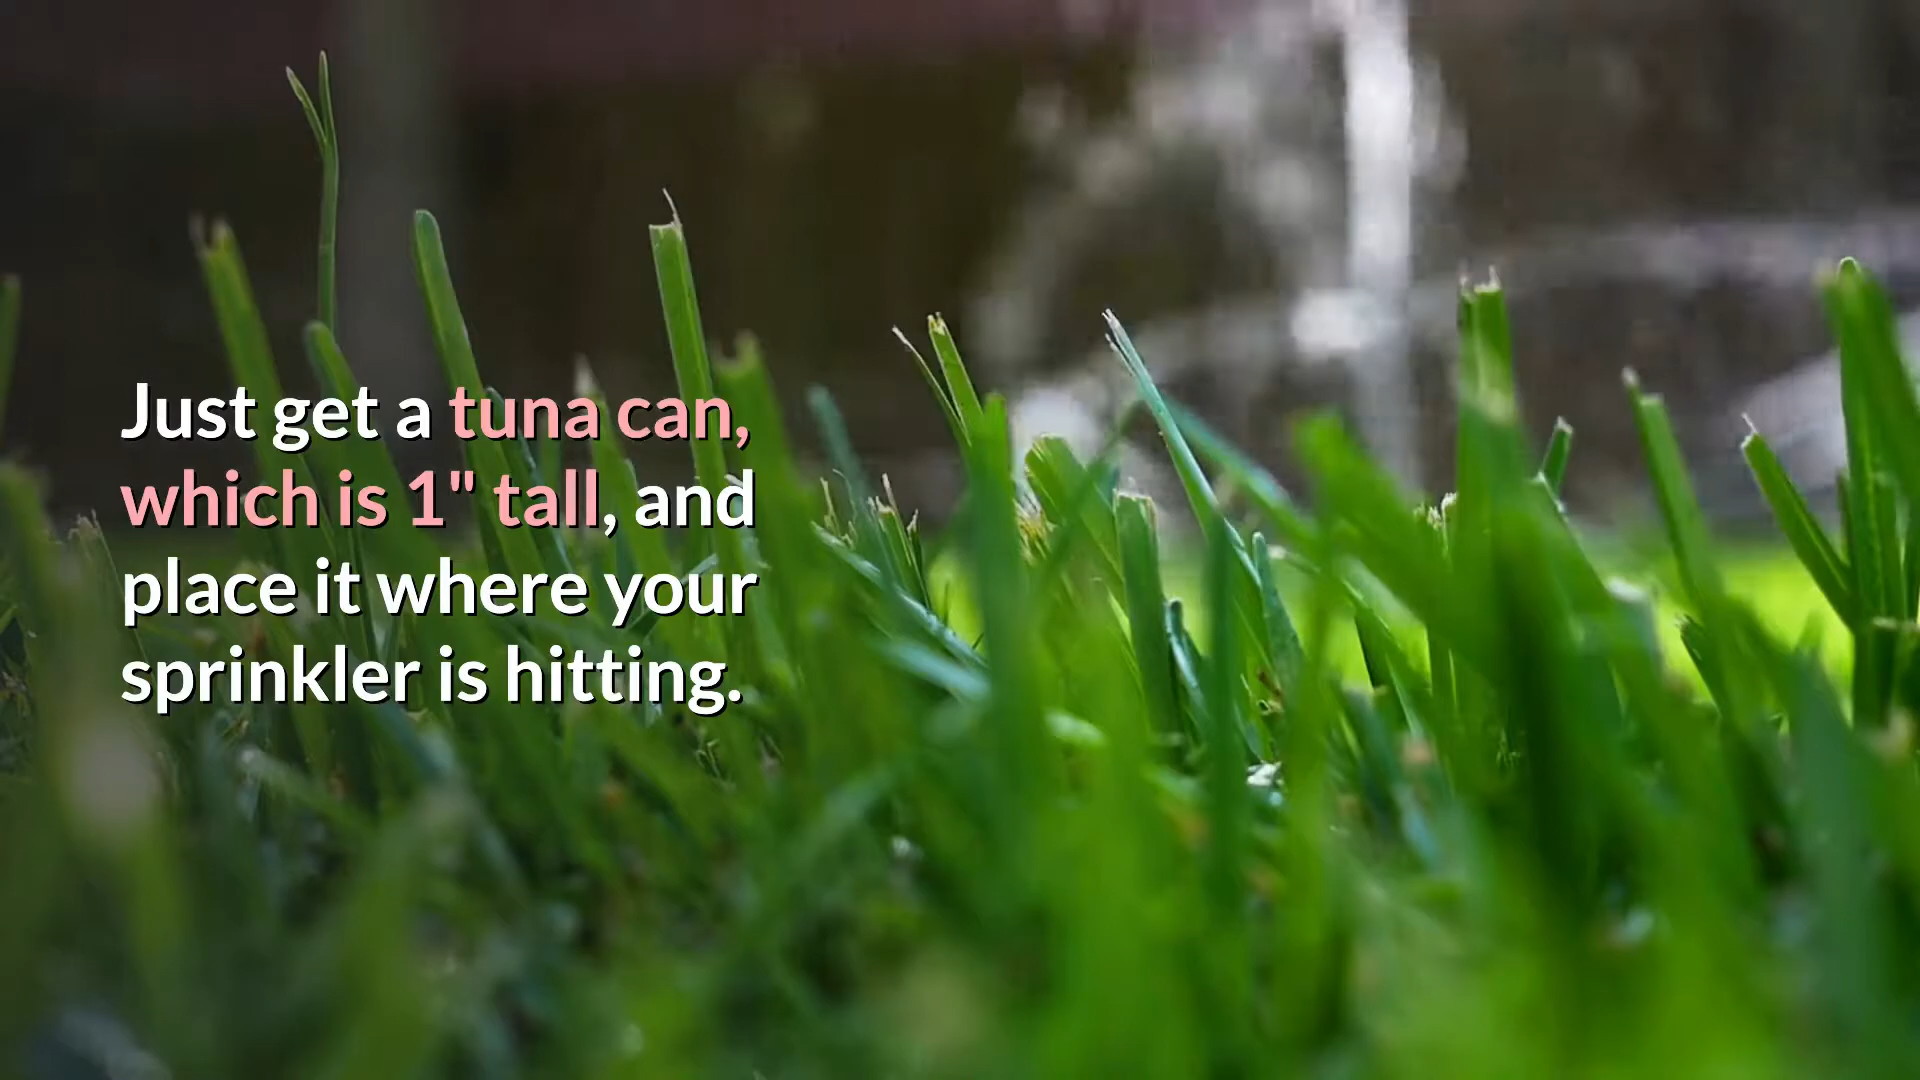 Just get a tuna can,
which is 1" tall, and
place it where your
sprinkler is hitting.